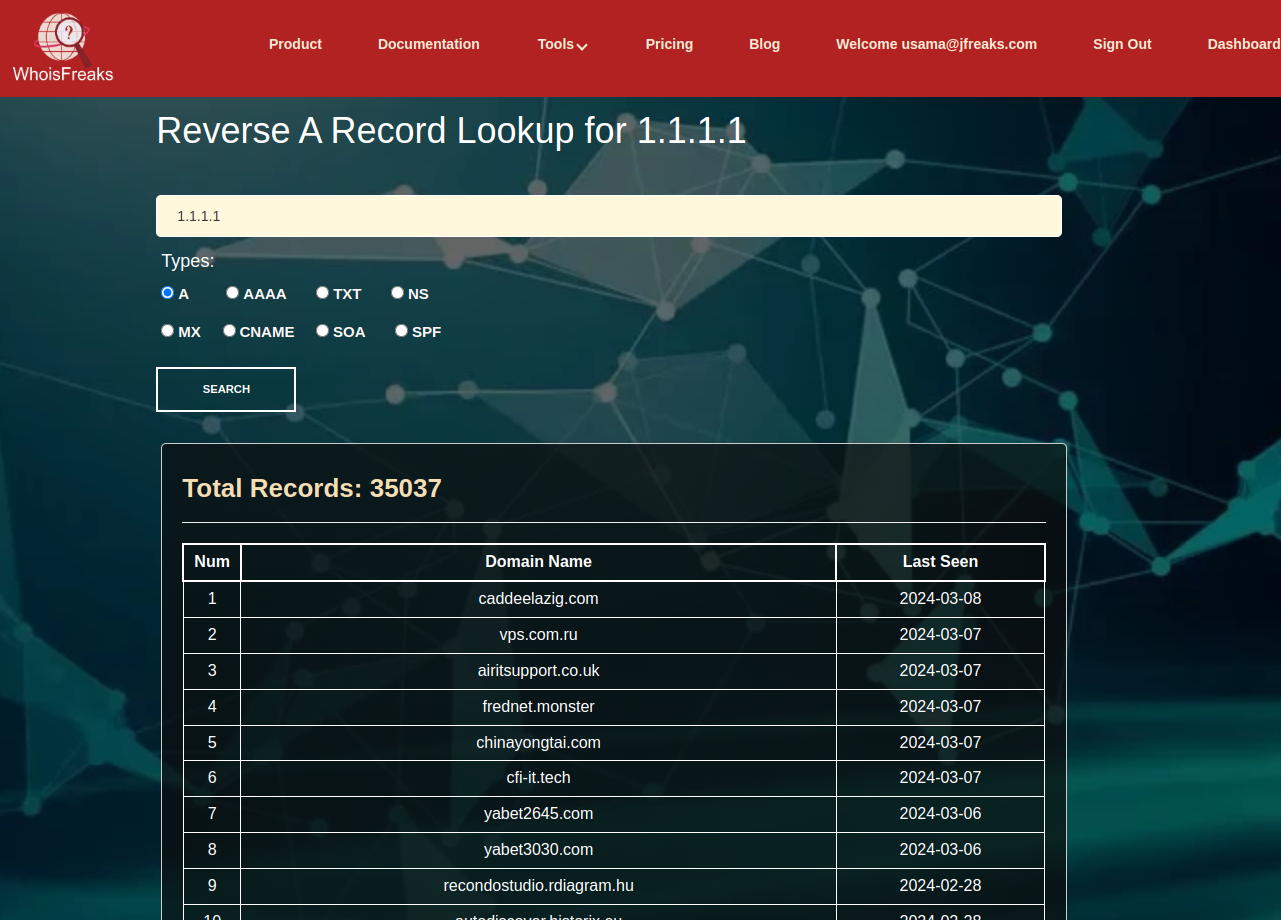 ?
WhoisFreaks
Product Documentation Tools Pricing Blog Welcome usama@jfreaks.com Sign Out Dashboard
Reverse A Record Lookup for 1.1.1.1
1.1.1.1
Types:
A AAAA TXT NS
MX CNAME SOA SPF
SEARCH
Total Records: 35037
Num Domain Name Last Seen
1 caddeelazig.com 2024-03-08
2 vps.com.ru 2024-03-07
3 airitsupport.co.uk 2024-03-07
4 frednet.monster 2024-03-07
5 chinayongtai.com 2024-03-07
6 cfi-it.tech 2024-03-07
7 yabet2645.com 2024-03-06
8 yabet3030.com 2024-03-06
9 recondostudio.rdiagram.hu 2024-02-28
10 2024-02-28